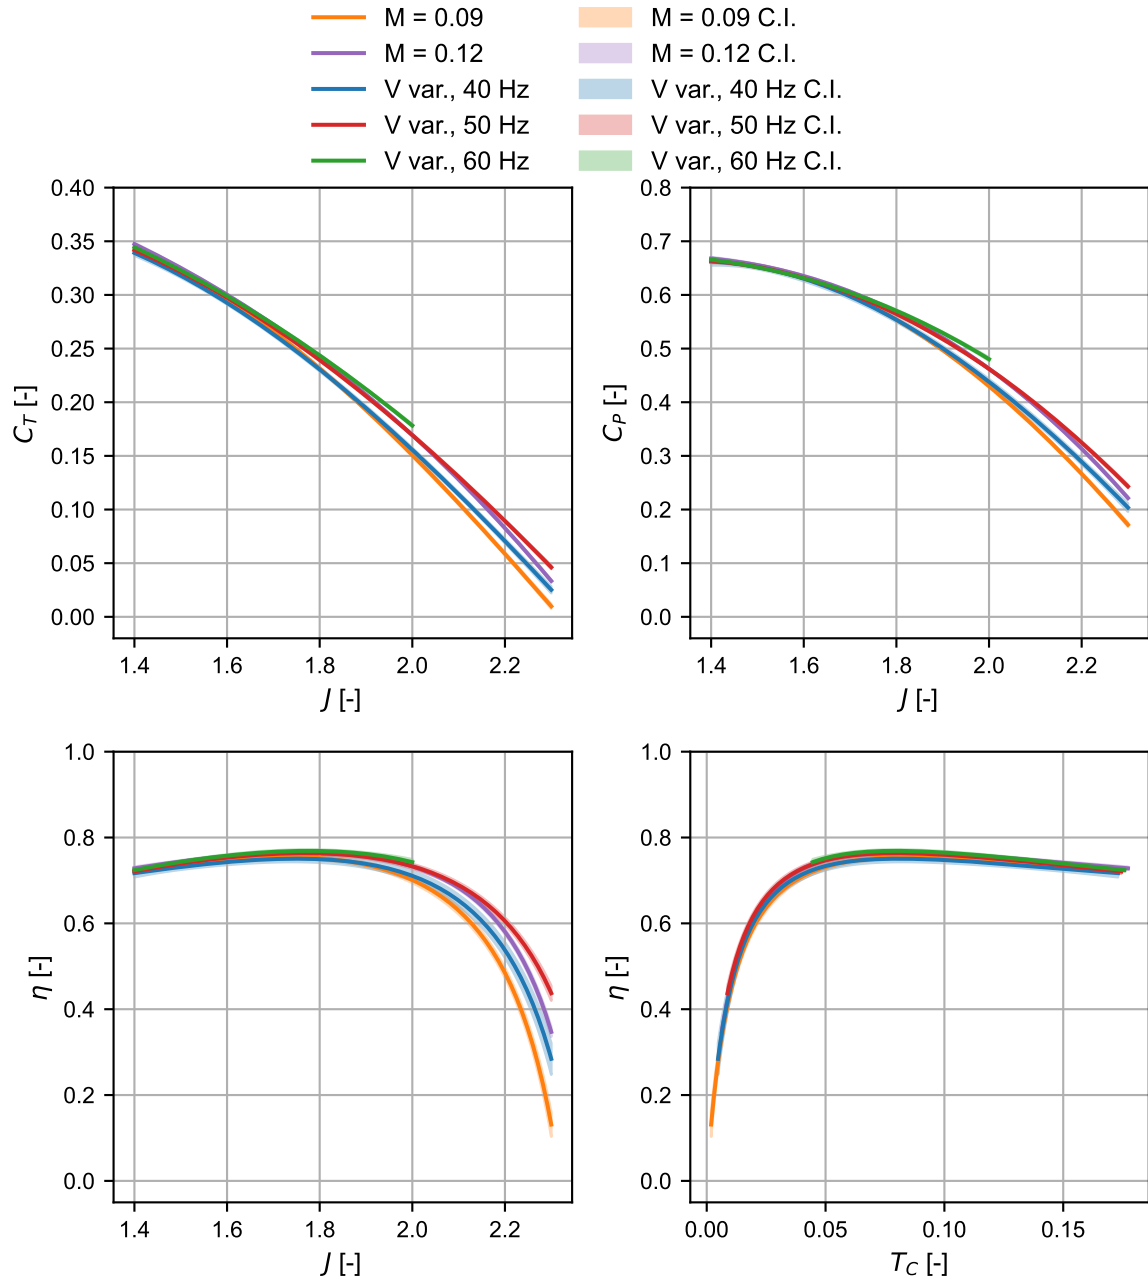 M = 0.09
M = 0.12
V var., 40 Hz
V var., 50 Hz
V var., 60 Hz
M = 0.09 C.I.
M = 0.12 C.I.
V var., 40 Hz C.I.
V var., 50 Hz C.I.
V var., 60 Hz C.I.
0.40
0.35
0.30
0.25
0.20
0.15
0.10
0.05
0.00
C_T [-]
1.4 1.6 1.8 2.0 2.2
J [-]
0.8
0.7
0.6
0.5
0.4
0.3
0.2
0.1
0.0
C_P [-]
1.4 1.6 1.8 2.0 2.2
J [-]
1.0
0.8
0.6
0.4
0.2
0.0
η [-]
1.4 1.6 1.8 2.0 2.2
J [-]
1.0
0.8
0.6
0.4
0.2
0.0
η [-]
0.00 0.05 0.10 0.15
T_C [-]